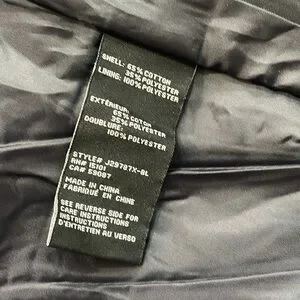 SHELL: 65% COTTON
35% POLYESTER
LINING: 100% POLYESTER
EXTÉRIEUR:
65% COTON
35% POLYESTER
DOUBLURE:
100% POLYESTER
STYLE# J29787X-BL
RN# 15101
CA# 59087
MADE IN CHINA
FABRIQUÉ EN CHINE
SEE REVERSE SIDE FOR
CARE INSTRUCTIONS
INSTRUCTIONS
D'ENTRETIEN AU VERSO